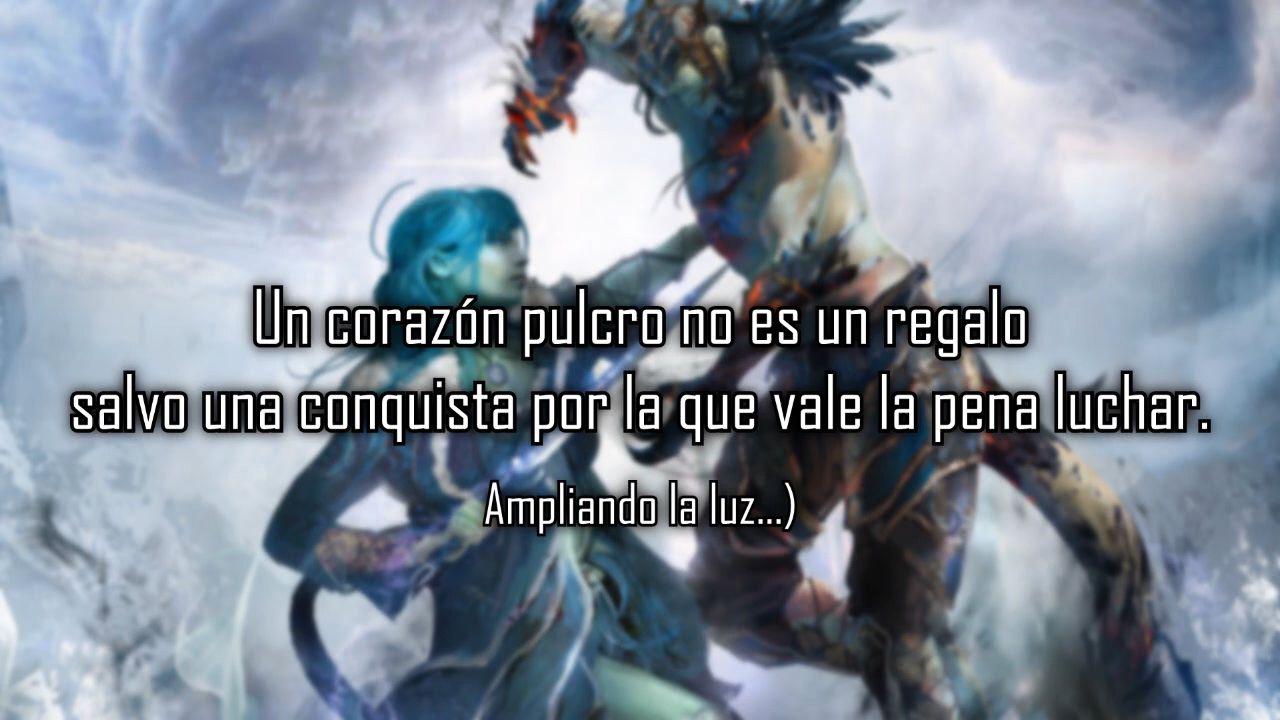 Un corazón pulcro no es un regalo
salvo una conquista por la que vale la pena luchar.
Ampliando la luz...)